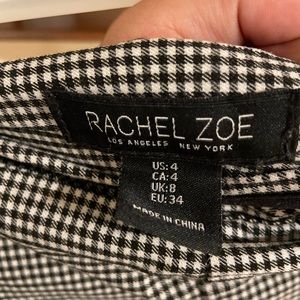 RACHEL ZOE
LOS ANGELES NEW YORK
US: 4
CA: 4
UK: 8
EU: 34
MADE IN CHINA